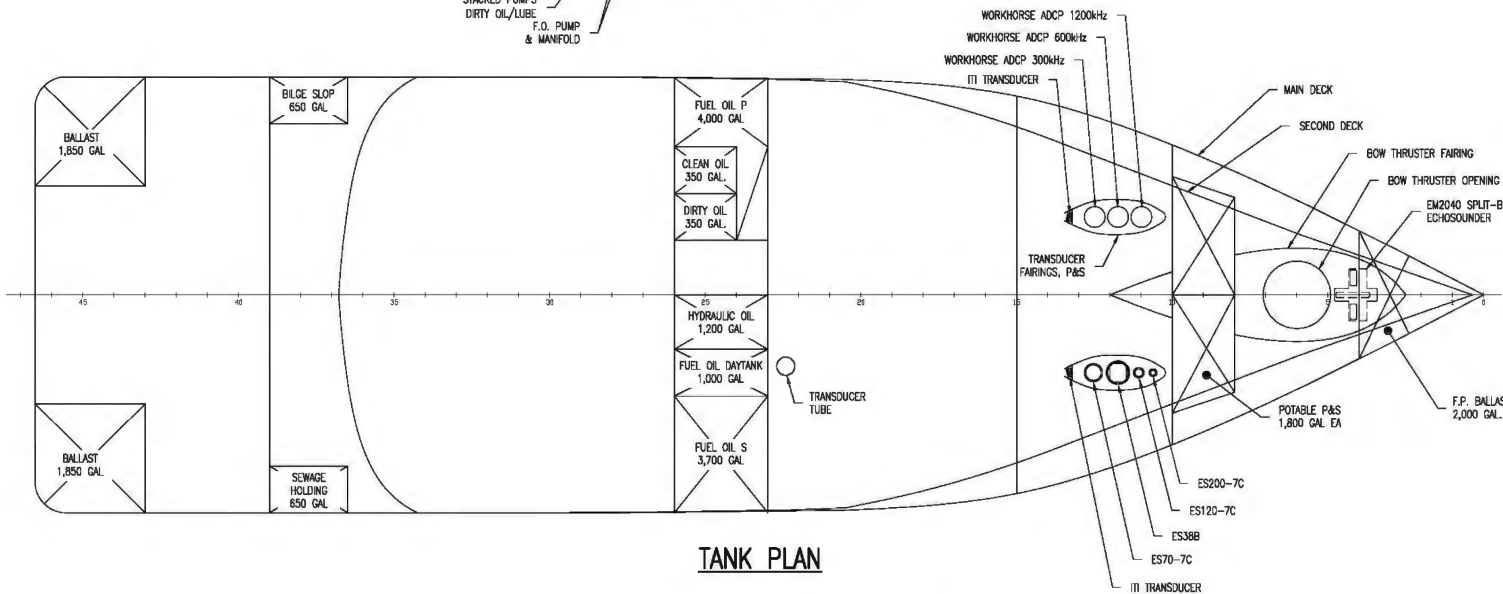 STACKED PUMPS
DIRTY OIL/LUBE
F.O. PUMP
& MANIFOLD
WORKHORSE ADCP 1200kHz
WORKHORSE ADCP 600kHz
WORKHORSE ADCP 300kHz
ITI TRANSDUCER
MAIN DECK
SECOND DECK
BOW THRUSTER FAIRING
BOW THRUSTER OPENING
EM2040 SPLIT-B
ECHOSOUNDER
BALLAST
1,850 GAL
BILGE SLOP
650 GAL
FUEL OIL P
4,000 GAL
CLEAN OIL
350 GAL.
DIRTY OIL
350 GAL.
TRANSDUCER
FAIRINGS, P&S
45
40
35
30
25
20
15
10
5
0
HYDRAULIC OIL
1,200 GAL
FUEL OIL DAYTANK
1,000 GAL
FUEL OIL S
3,700 GAL
TRANSDUCER
TUBE
BALLAST
1,850 GAL
SEWAGE
HOLDING
650 GAL
POTABLE P&S
1,800 GAL EA
F.P. BALLAS
2,000 GAL.
ES200-7C
ES120-7C
ES38B
ES70-7C
ITI TRANSDUCER
TANK PLAN